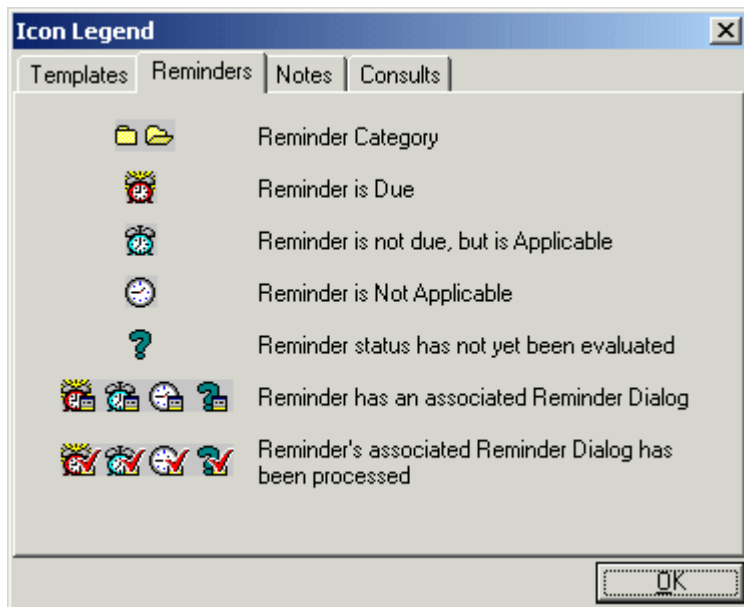 Icon Legend
Templates Reminders Notes Consults
Reminder Category
Reminder is Due
Reminder is not due, but is Applicable
Reminder is Not Applicable
Reminder status has not yet been evaluated
Reminder has an associated Reminder Dialog
Reminder's associated Reminder Dialog has
been processed
OK